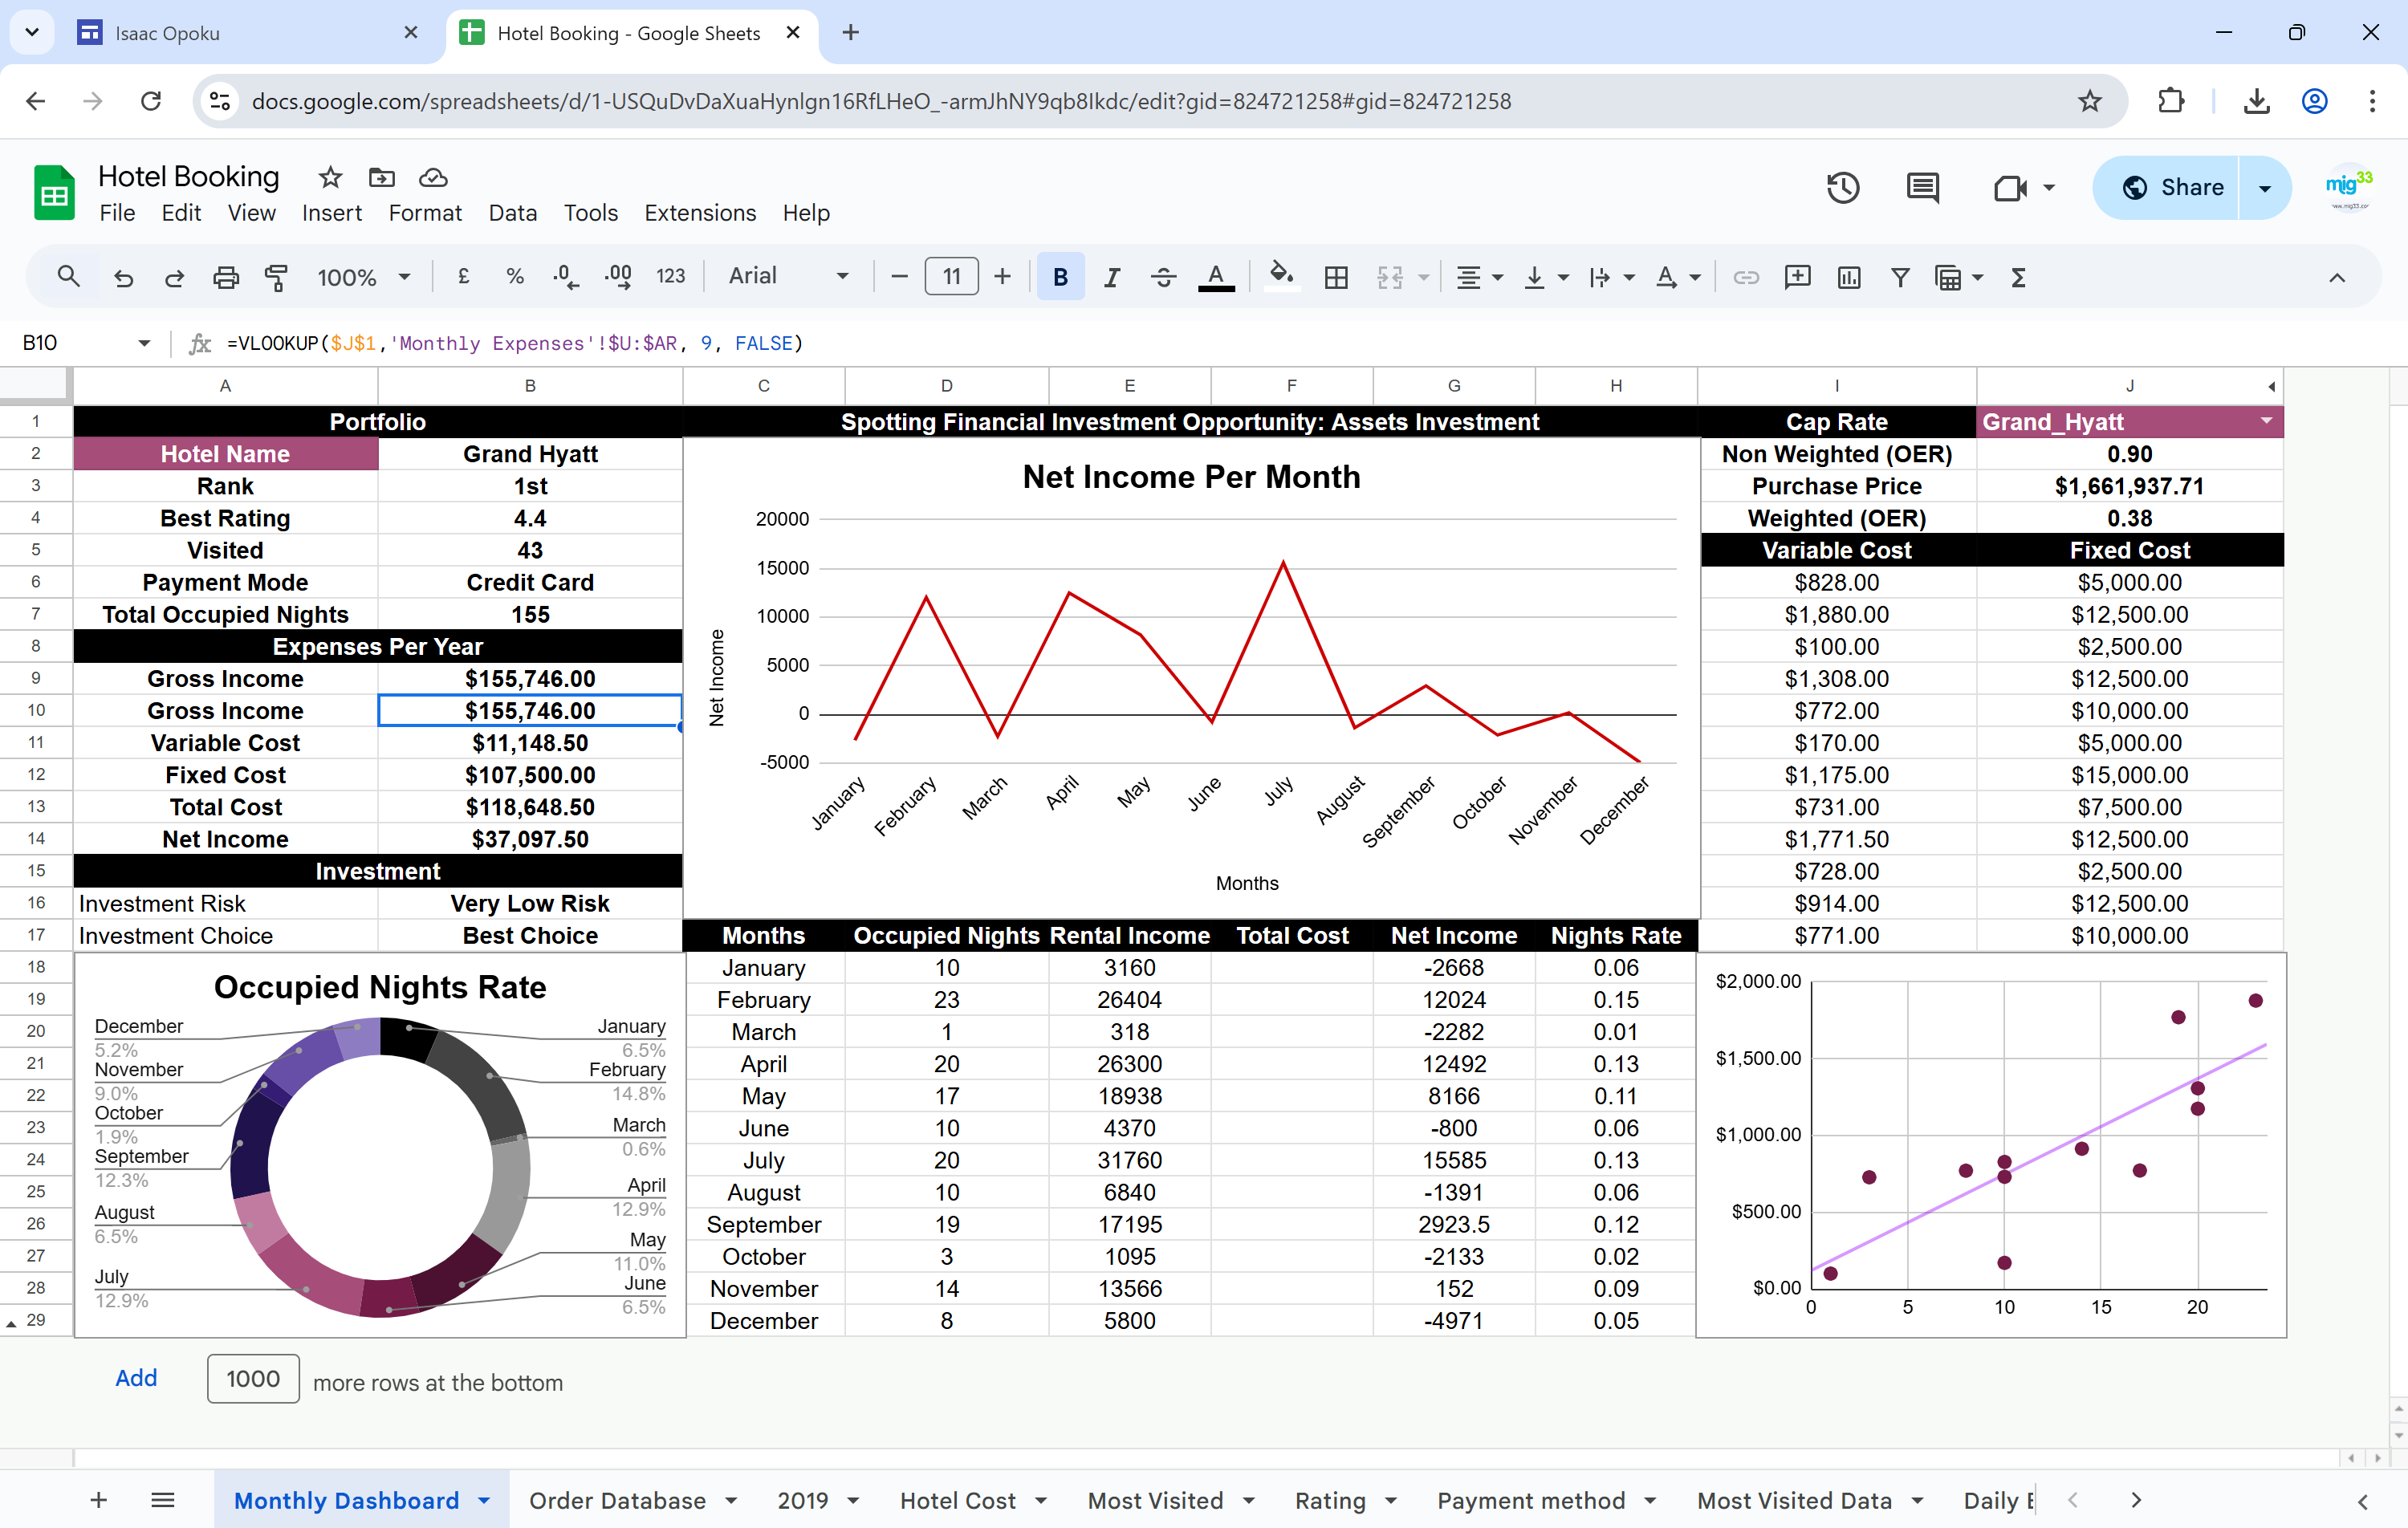 Isaac Opoku
Hotel Booking - Google Sheets
docs.google.com/spreadsheets/d/1-USQuDvDaXuaHynlgn16RfLHeO_-armJhNY9qb8Ikdc/edit?gid=824721258#gid=824721258
Hotel Booking
File Edit View Insert Format Data Tools Extensions Help
Share
mig33
100% £ % .0 .00 123 Arial 11 B I A
B10 =VLOOKUP($J$1,'Monthly Expenses'!$U:$AR, 9, FALSE)
A B C D E F G H I J
1 Portfolio Spotting Financial Investment Opportunity: Assets Investment Cap Rate Grand_Hyatt
2 Hotel Name Grand Hyatt Non Weighted (OER) 0.90
3 Rank 1st Purchase Price $1,661,937.71
4 Best Rating 4.4 Weighted (OER) 0.38
5 Visited 43 Variable Cost Fixed Cost
6 Payment Mode Credit Card $828.00 $5,000.00
7 Total Occupied Nights 155 $1,880.00 $12,500.00
8 Expenses Per Year $100.00 $2,500.00
9 Gross Income $155,746.00 $1,308.00 $12,500.00
10 Gross Income $155,746.00 $772.00 $10,000.00
11 Variable Cost $11,148.50 $170.00 $5,000.00
12 Fixed Cost $107,500.00 $1,175.00 $15,000.00
13 Total Cost $118,648.50 $731.00 $7,500.00
14 Net Income $37,097.50 $1,771.50 $12,500.00
15 Investment $728.00 $2,500.00
16 Investment Risk Very Low Risk $914.00 $12,500.00
17 Investment Choice Best Choice Months Occupied Nights Rental Income Total Cost Net Income Nights Rate $771.00 $10,000.00
Net Income Per Month
20000
15000
10000
5000
0
-5000
Net Income
January February March April May June July August September October November December
Months
18 January 10 3160 -2668 0.06
19 February 23 26404 12024 0.15
20 March 1 318 -2282 0.01
21 April 20 26300 12492 0.13
22 May 17 18938 8166 0.11
23 June 10 4370 -800 0.06
24 July 20 31760 15585 0.13
25 August 10 6840 -1391 0.06
26 September 19 17195 2923.5 0.12
27 October 3 1095 -2133 0.02
28 November 14 13566 152 0.09
29 December 8 5800 -4971 0.05
Occupied Nights Rate
December
5.2%
November
9.0%
October
1.9%
September
12.3%
August
6.5%
July
12.9%
January
6.5%
February
14.8%
March
0.6%
April
12.9%
May
11.0%
June
6.5%
$2,000.00
$1,500.00
$1,000.00
$500.00
$0.00
0 5 10 15 20
Add 1000 more rows at the bottom
Monthly Dashboard Order Database 2019 Hotel Cost Most Visited Rating Payment method Most Visited Data Daily